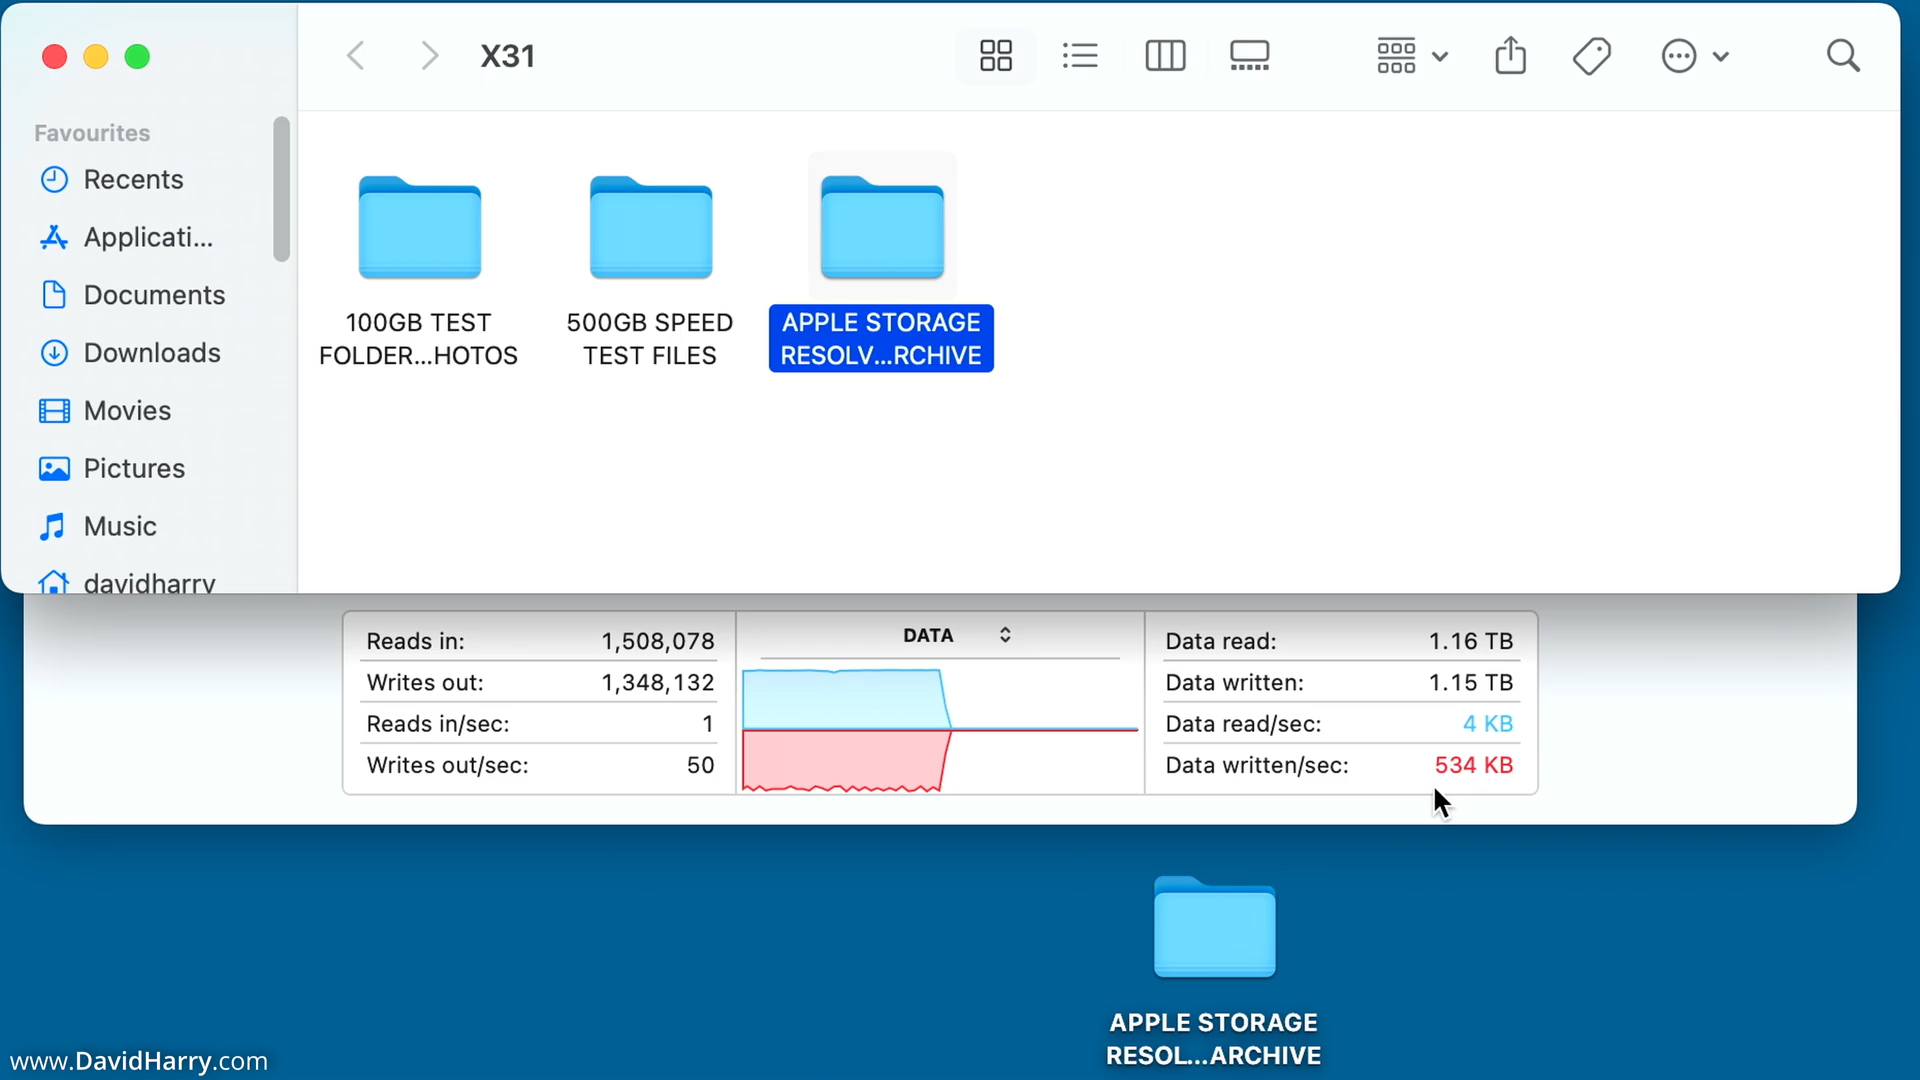 X31
Favourites
Recents
Applicati...
Documents
Downloads
Movies
Pictures
Music
davidharry
100GB TEST
FOLDER...HOTOS
500GB SPEED
TEST FILES
APPLE STORAGE
RESOLV...RCHIVE
Reads in: 1,508,078
Writes out: 1,348,132
Reads in/sec: 1
Writes out/sec: 50
DATA
Data read: 1.16 TB
Data written: 1.15 TB
Data read/sec: 4 KB
Data written/sec: 534 KB
APPLE STORAGE
RESOL...ARCHIVE
www.DavidHarry.com